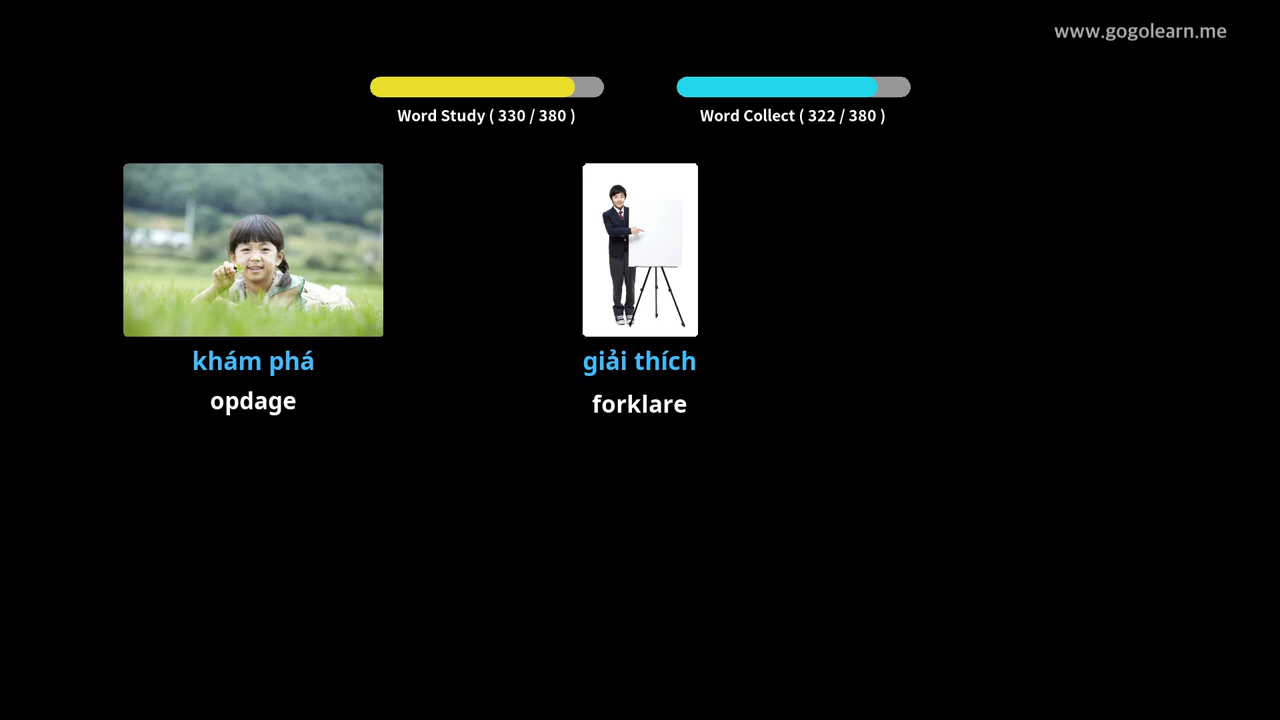 www.gogolearn.me
Word Study ( 330 / 380 )
Word Collect ( 322 / 380 )
khám phá
giải thích
opdage
forklare